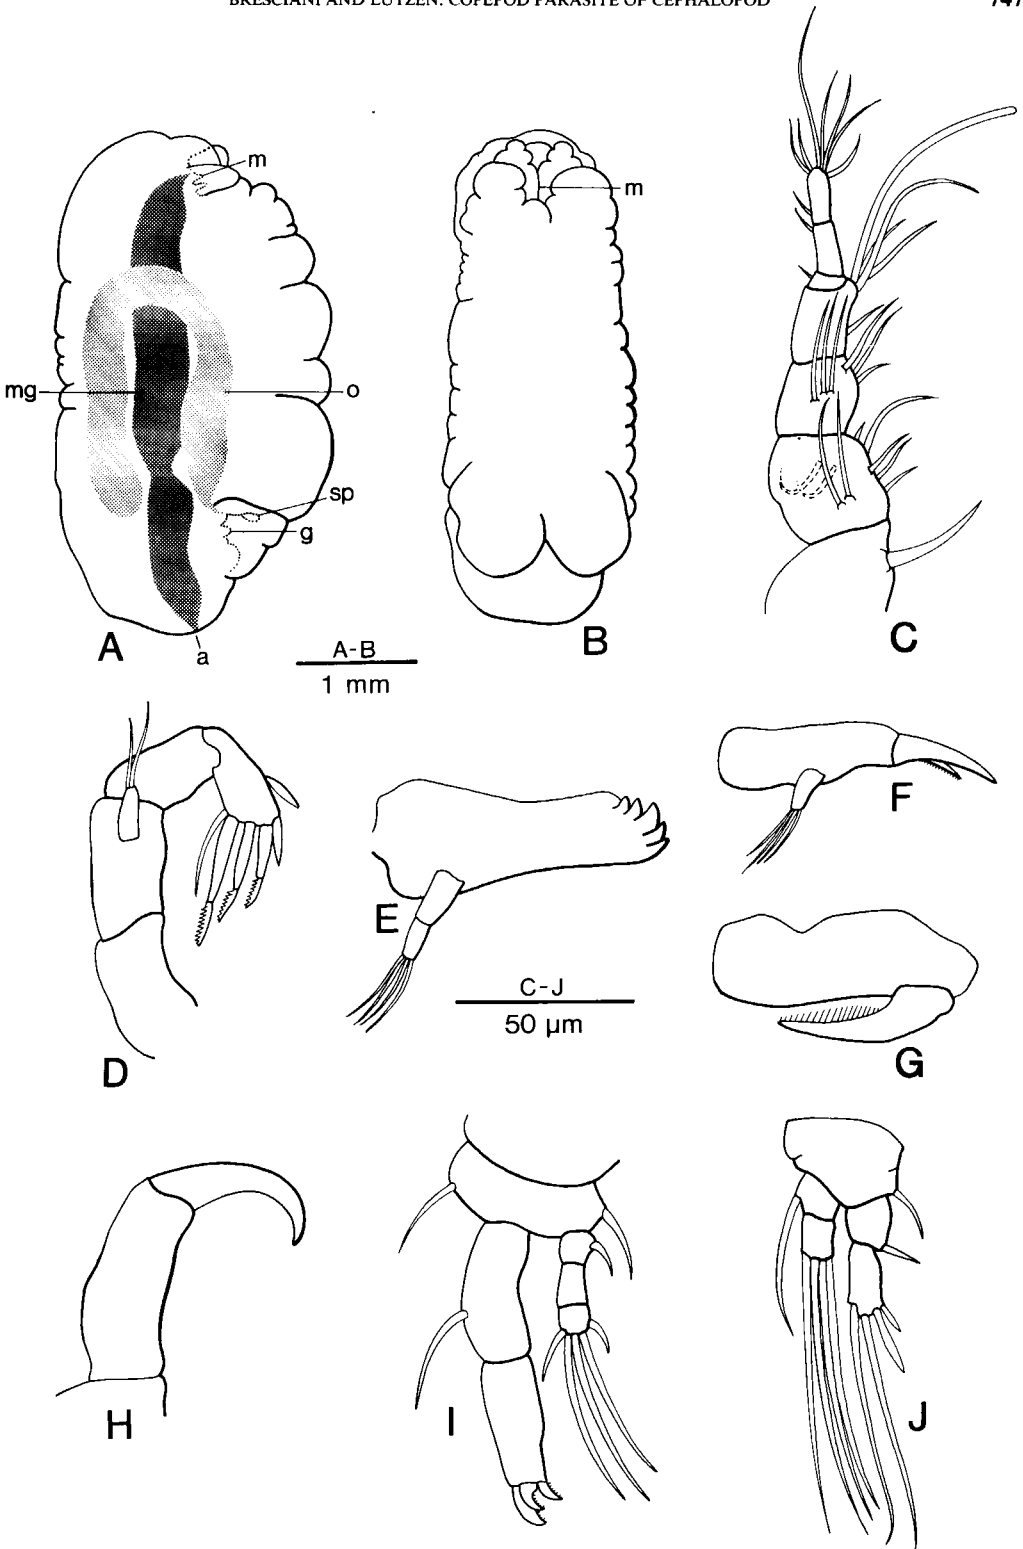 BRESCIANI AND LÜTZEN: COPEPOD PARASITE OF CEPHALOPOD 747
m
m
mg
o
sp
g
A
a
B
C
A-B
1 mm
D
E
F
C-J
50 µm
G
H
I
J